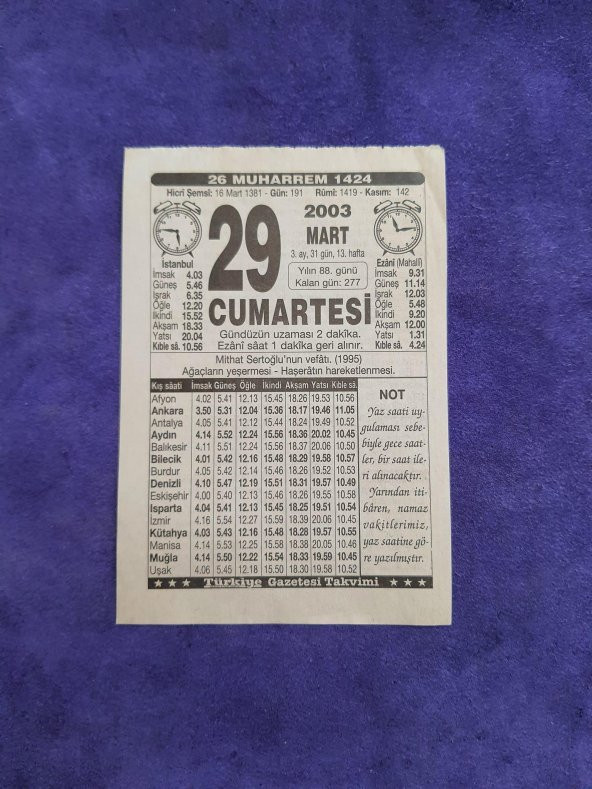 26 MUHARREM 1424
Hicrî Şemsî: 16 Mart 1381 - Gün: 191 Rûmî: 1419 - Kasım: 142
29
2003
MART
3. ay, 31 gün, 13. hafta
Yılın 88. günü
Kalan gün: 277
CUMARTESİ
İstanbul
İmsak 4.03
Güneş 5.46
İşrak 6.35
Öğle 12.20
İkindi 15.52
Akşam 18.33
Yatsı 20.04
Kıble sâ. 10.56
Ezânî (Mahallî)
İmsak 9.31
Güneş 11.14
İşrak 12.03
Öğle 5.48
İkindi 9.20
Akşam 12.00
Yatsı 1.31
Kıble sâ. 4.24
Gündüzün uzaması 2 dakîka.
Ezânî sâat 1 dakîka geri alınır.
Mithat Sertoğlu'nun vefâtı. (1995)
Ağaçların yeşermesi - Haşerâtın hareketlenmesi.
Kış sâati İmsak Güneş Öğle İkindi Akşam Yatsı Kıble sâ.
Afyon 4.02 5.41 12.13 15.45 18.26 19.53 10.56
Ankara 3.50 5.31 12.04 15.36 18.17 19.46 11.05
Antalya 4.05 5.41 12.12 15.44 18.24 19.49 10.52
Aydın 4.14 5.52 12.24 15.56 18.36 20.02 10.45
Balıkesir 4.11 5.51 12.24 15.56 18.37 20.06 10.50
Bilecik 4.01 5.42 12.16 15.48 18.29 19.58 10.57
Burdur 4.05 5.42 12.14 15.46 18.26 19.52 10.53
Denizli 4.10 5.47 12.19 15.51 18.31 19.57 10.49
Eskişehir 4.00 5.40 12.13 15.46 18.26 19.55 10.58
Isparta 4.04 5.41 12.13 15.45 18.25 19.51 10.54
İzmir 4.16 5.54 12.27 15.59 18.39 20.06 10.45
Kütahya 4.03 5.43 12.16 15.48 18.28 19.57 10.55
Manisa 4.14 5.53 12.25 15.58 18.38 20.05 10.46
Muğla 4.14 5.50 12.22 15.54 18.33 19.59 10.45
Uşak 4.06 5.45 12.18 15.50 18.30 19.58 10.52
NOT
Yaz saati uy-
gulaması sebe-
biyle gece saat-
ler, bir saat ile-
ri alınacaktır.
Yarından iti-
bâren, namaz
vakitlerimiz,
yaz saatine gö-
re yazılmıştır.
Türkiye Gazetesi Takvimi